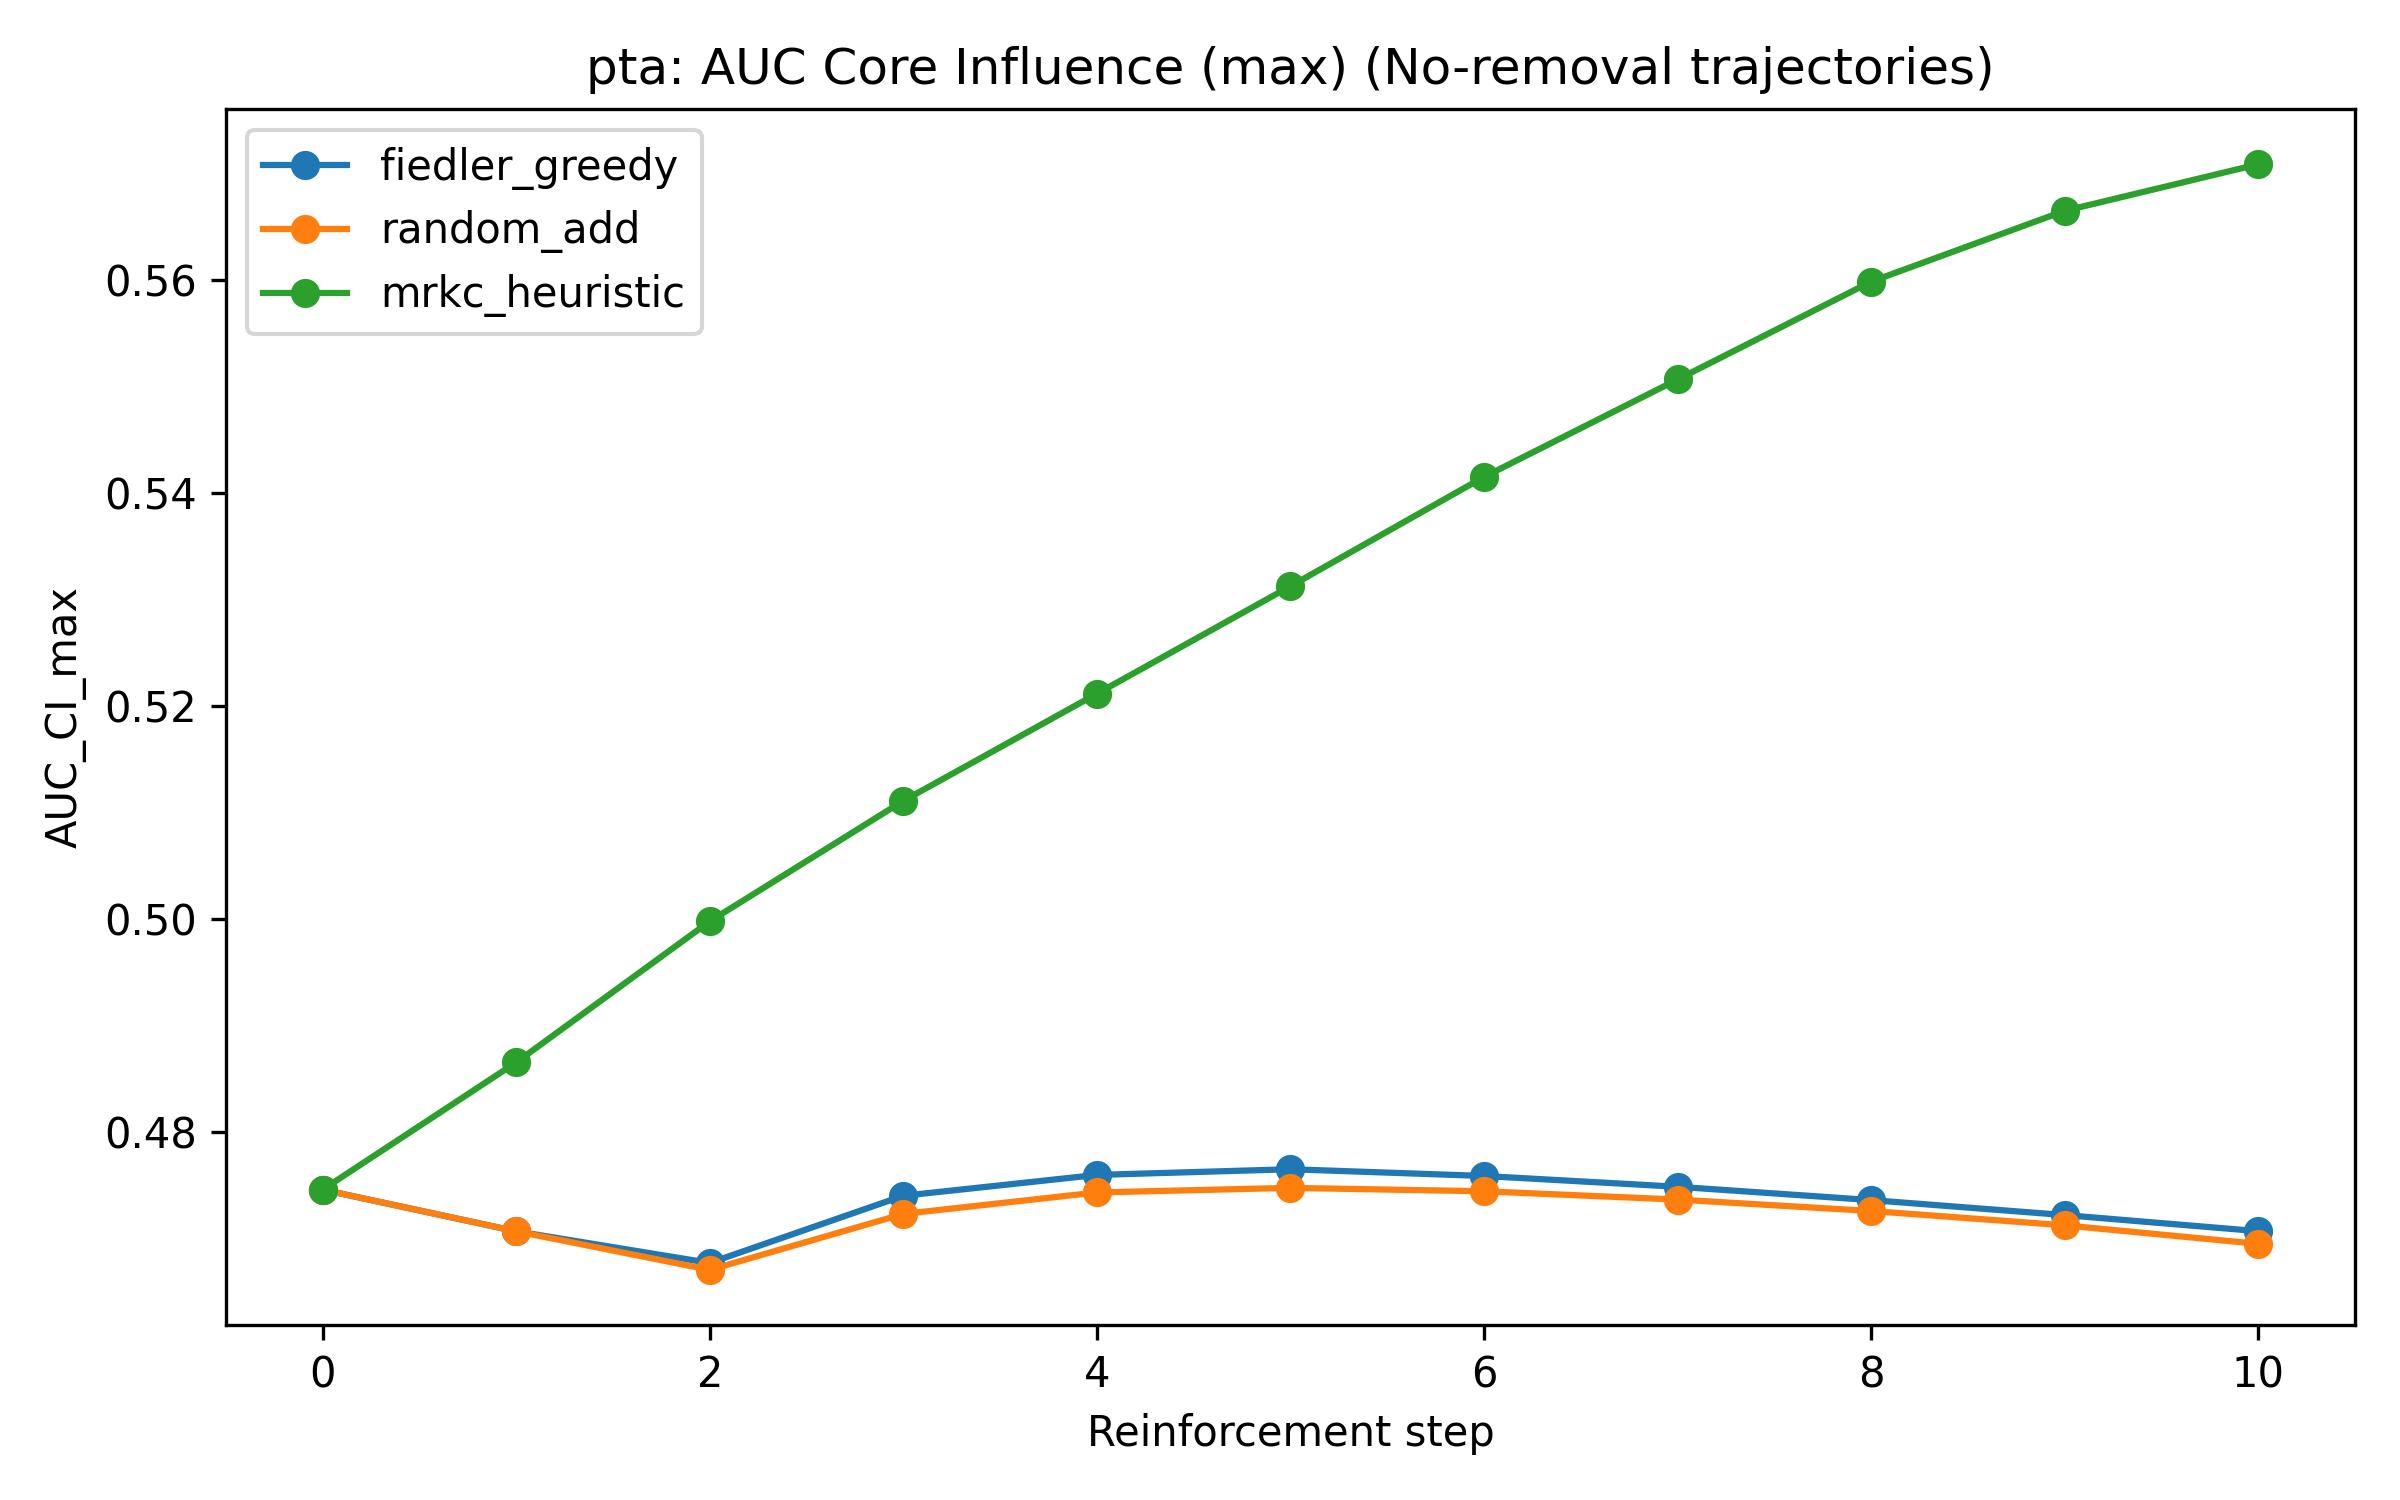 pta: AUC Core Influence (max) (No-removal trajectories)
fiedler_greedy
random_add
mrkc_heuristic
AUC_CI_max
0.56
0.54
0.52
0.50
0.48
0 2 4 6 8 10
Reinforcement step